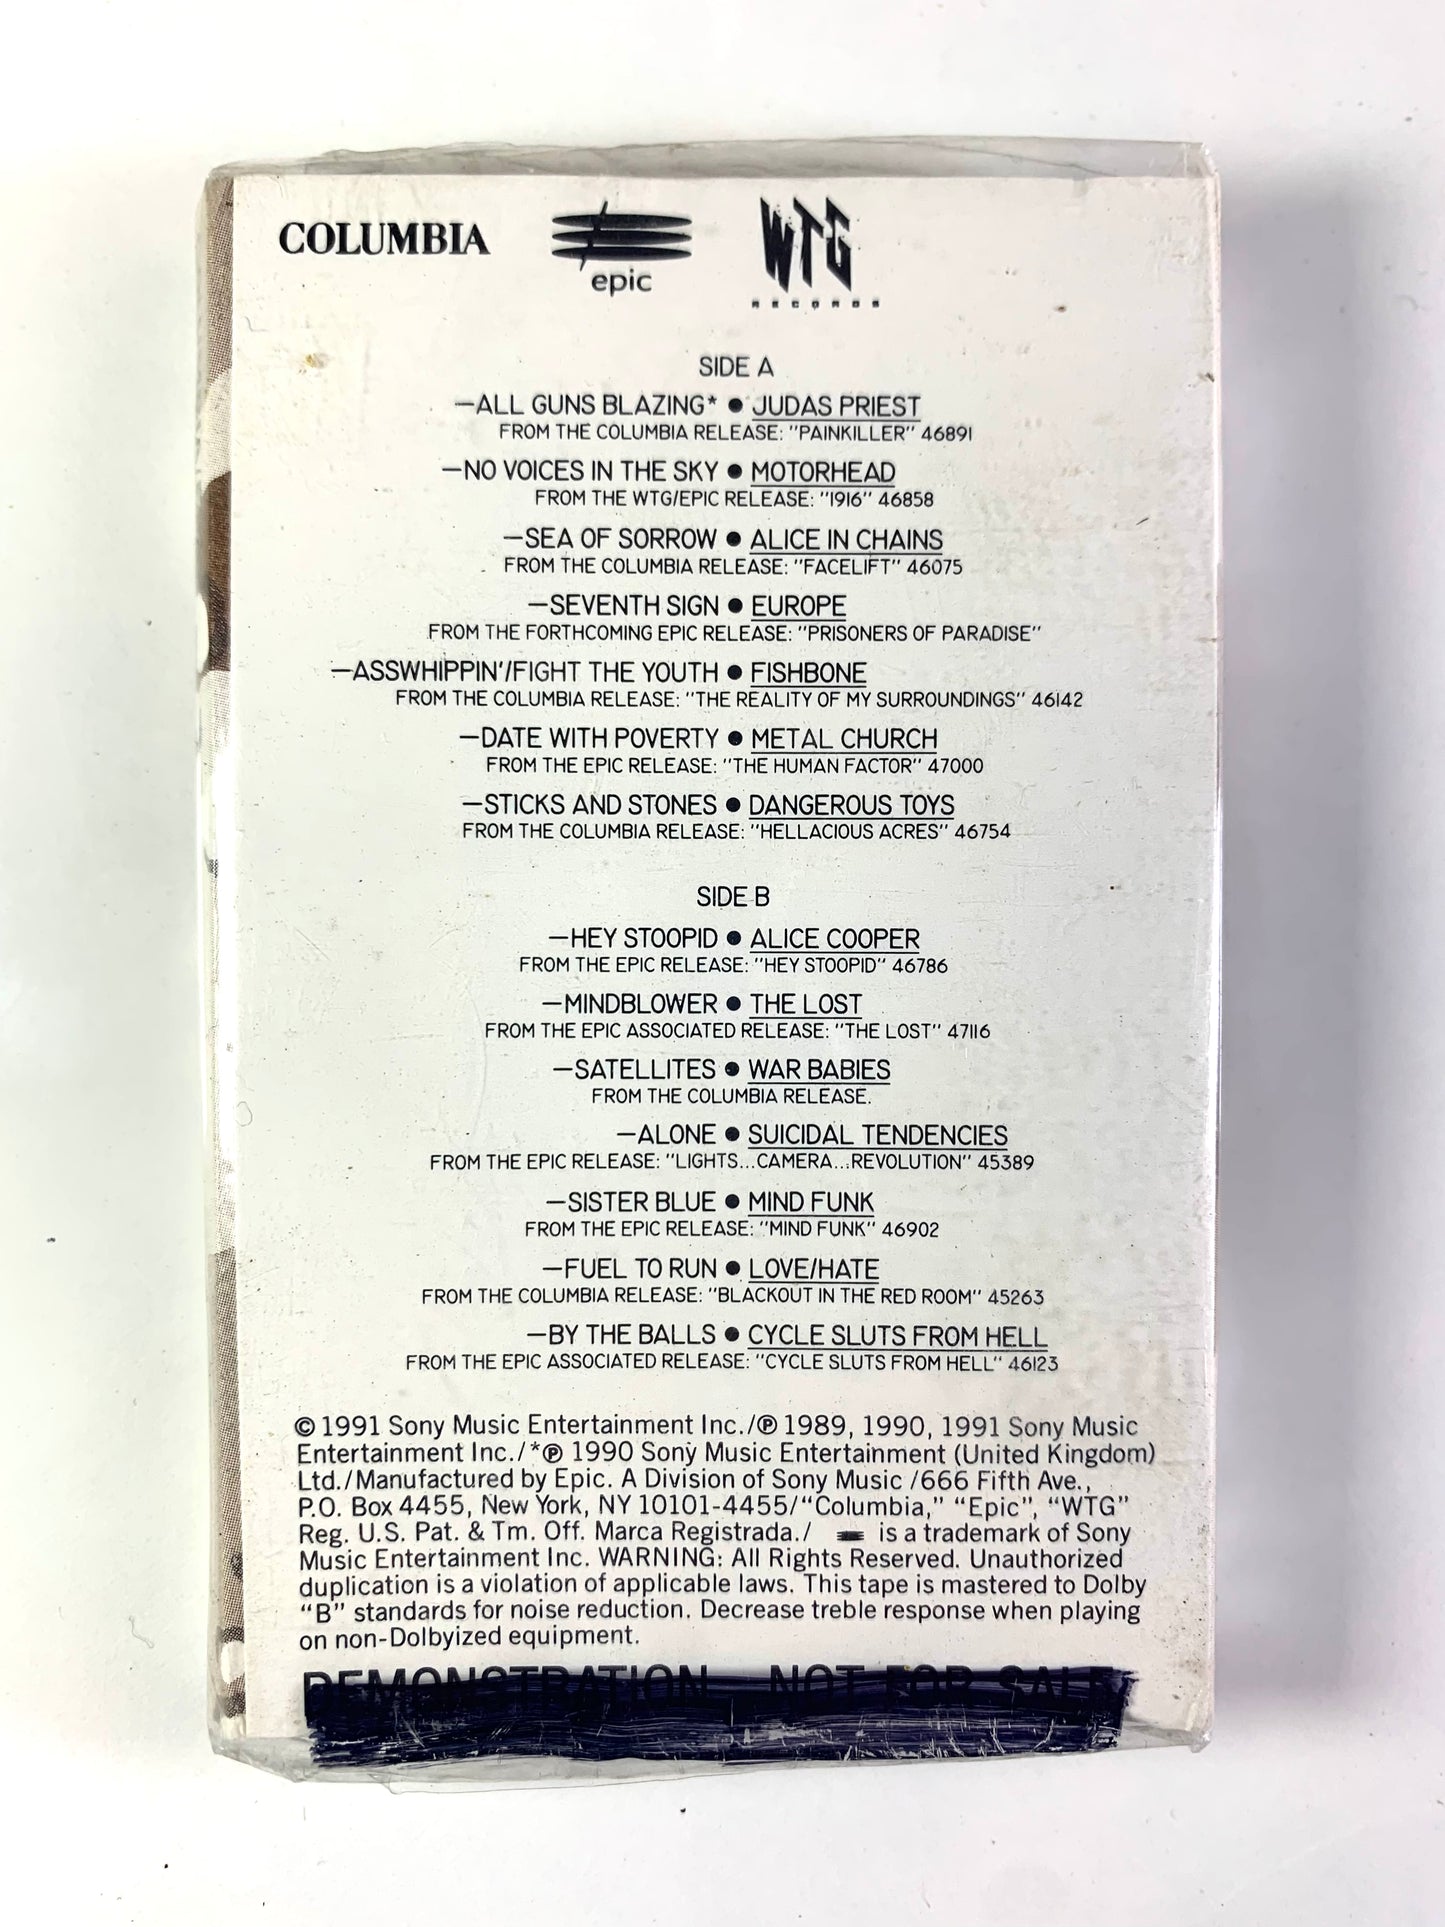 COLUMBIA
epic
WTG
RECORDS
SIDE A
—ALL GUNS BLAZING* ● JUDAS PRIEST
FROM THE COLUMBIA RELEASE: "PAINKILLER" 46891
—NO VOICES IN THE SKY ● MOTORHEAD
FROM THE WTG/EPIC RELEASE: "1916" 46858
—SEA OF SORROW ● ALICE IN CHAINS
FROM THE COLUMBIA RELEASE: "FACELIFT" 46075
—SEVENTH SIGN ● EUROPE
FROM THE FORTHCOMING EPIC RELEASE: "PRISONERS OF PARADISE"
—ASSWHIPPIN'/FIGHT THE YOUTH ● FISHBONE
FROM THE COLUMBIA RELEASE: "THE REALITY OF MY SURROUNDINGS" 46142
—DATE WITH POVERTY ● METAL CHURCH
FROM THE EPIC RELEASE: "THE HUMAN FACTOR" 47000
—STICKS AND STONES ● DANGEROUS TOYS
FROM THE COLUMBIA RELEASE: "HELLACIOUS ACRES" 46754
SIDE B
—HEY STOOPID ● ALICE COOPER
FROM THE EPIC RELEASE: "HEY STOOPID" 46786
—MINDBLOWER ● THE LOST
FROM THE EPIC ASSOCIATED RELEASE: "THE LOST" 47116
—SATELLITES ● WAR BABIES
FROM THE COLUMBIA RELEASE.
—ALONE ● SUICIDAL TENDENCIES
FROM THE EPIC RELEASE: "LIGHTS...CAMERA...REVOLUTION" 45389
—SISTER BLUE ● MIND FUNK
FROM THE EPIC RELEASE: "MIND FUNK" 46902
—FUEL TO RUN ● LOVE/HATE
FROM THE COLUMBIA RELEASE: "BLACKOUT IN THE RED ROOM" 45263
—BY THE BALLS ● CYCLE SLUTS FROM HELL
FROM THE EPIC ASSOCIATED RELEASE: "CYCLE SLUTS FROM HELL" 46123
© 1991 Sony Music Entertainment Inc./℗ 1989, 1990, 1991 Sony Music
Entertainment Inc./*℗ 1990 Sony Music Entertainment (United Kingdom)
Ltd./Manufactured by Epic. A Division of Sony Music /666 Fifth Ave.,
P.O. Box 4455, New York, NY 10101-4455/"Columbia," "Epic", "WTG"
Reg. U.S. Pat. & Tm. Off. Marca Registrada./ is a trademark of Sony
Music Entertainment Inc. WARNING: All Rights Reserved. Unauthorized
duplication is a violation of applicable laws. This tape is mastered to Dolby
"B" standards for noise reduction. Decrease treble response when playing
on non-Dolbyized equipment.
DEMONSTRATION — NOT FOR SALE